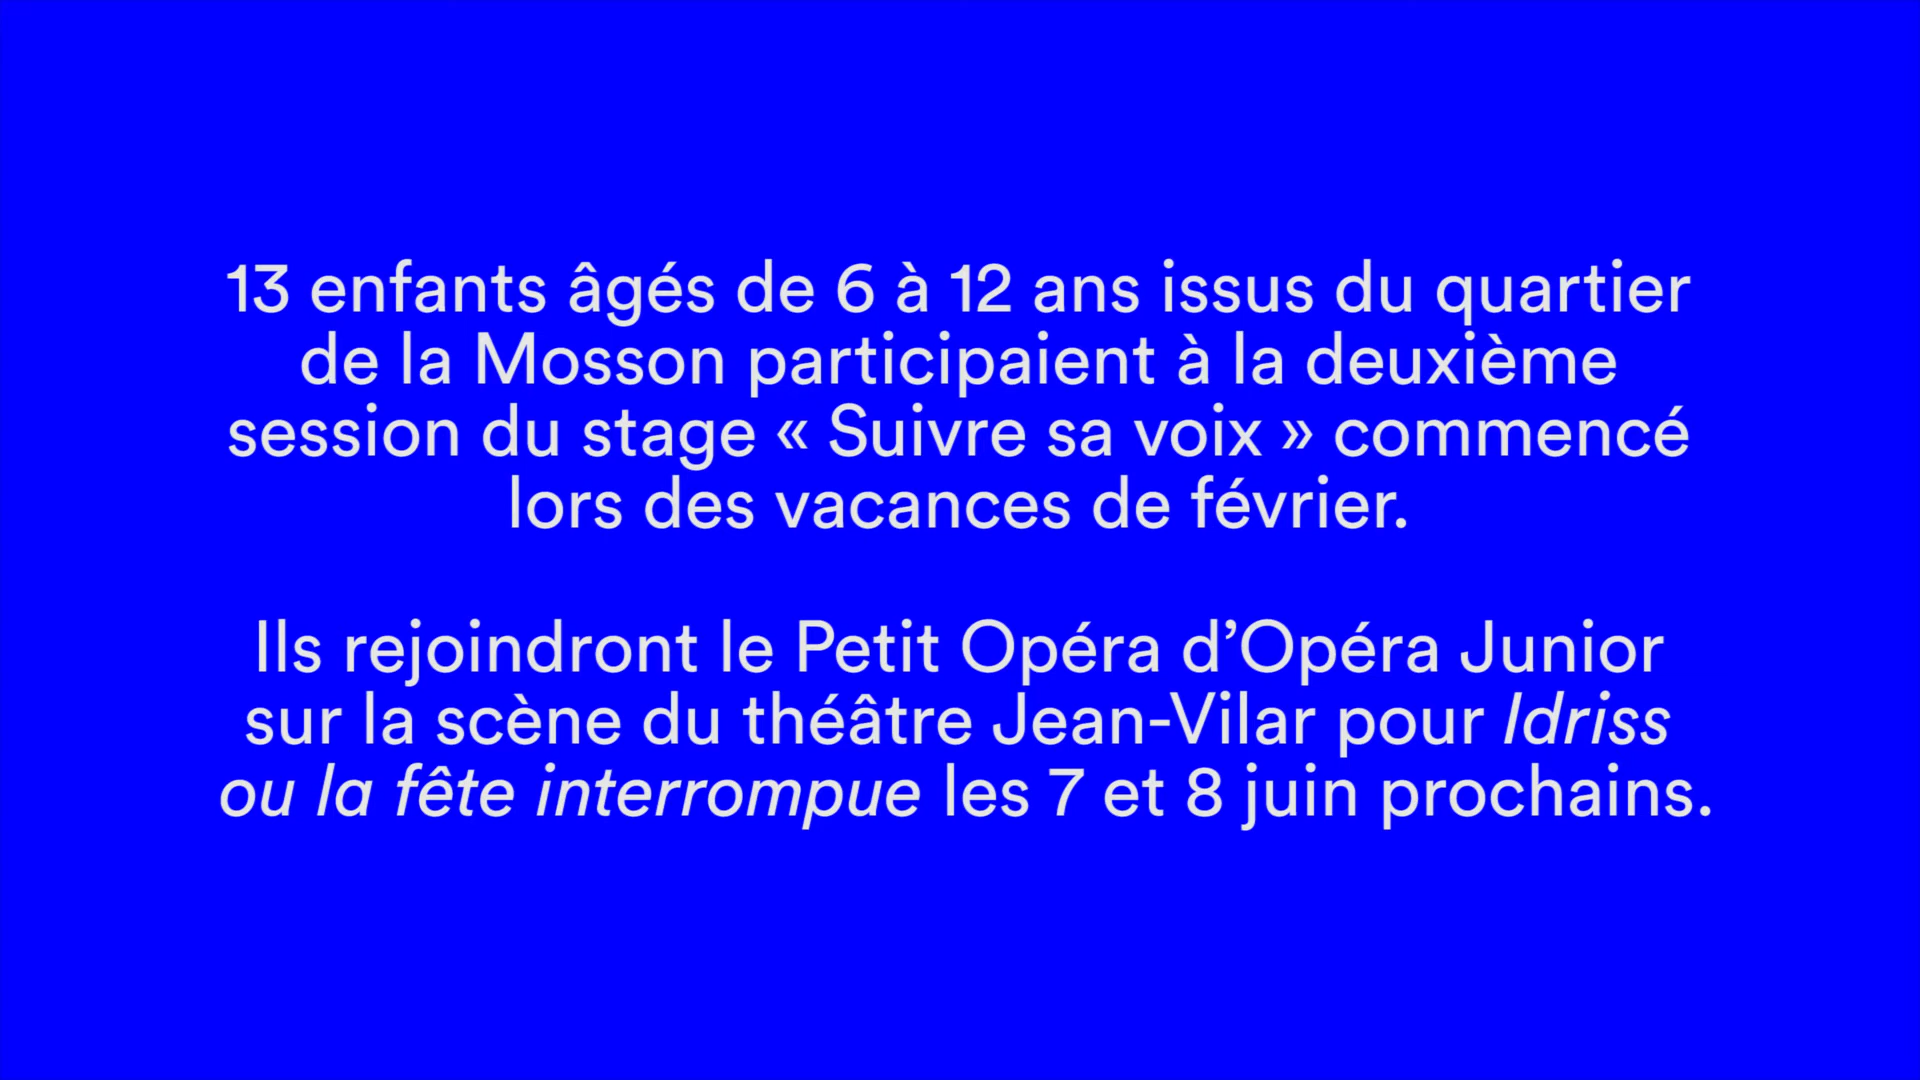 13 enfants âgés de 6 à 12 ans issus du quartier
de la Mosson participaient à la deuxième
session du stage « Suivre sa voix » commencé
lors des vacances de février.
Ils rejoindront le Petit Opéra d’Opéra Junior
sur la scène du théâtre Jean-Vilar pour Idriss
ou la fête interrompue les 7 et 8 juin prochains.